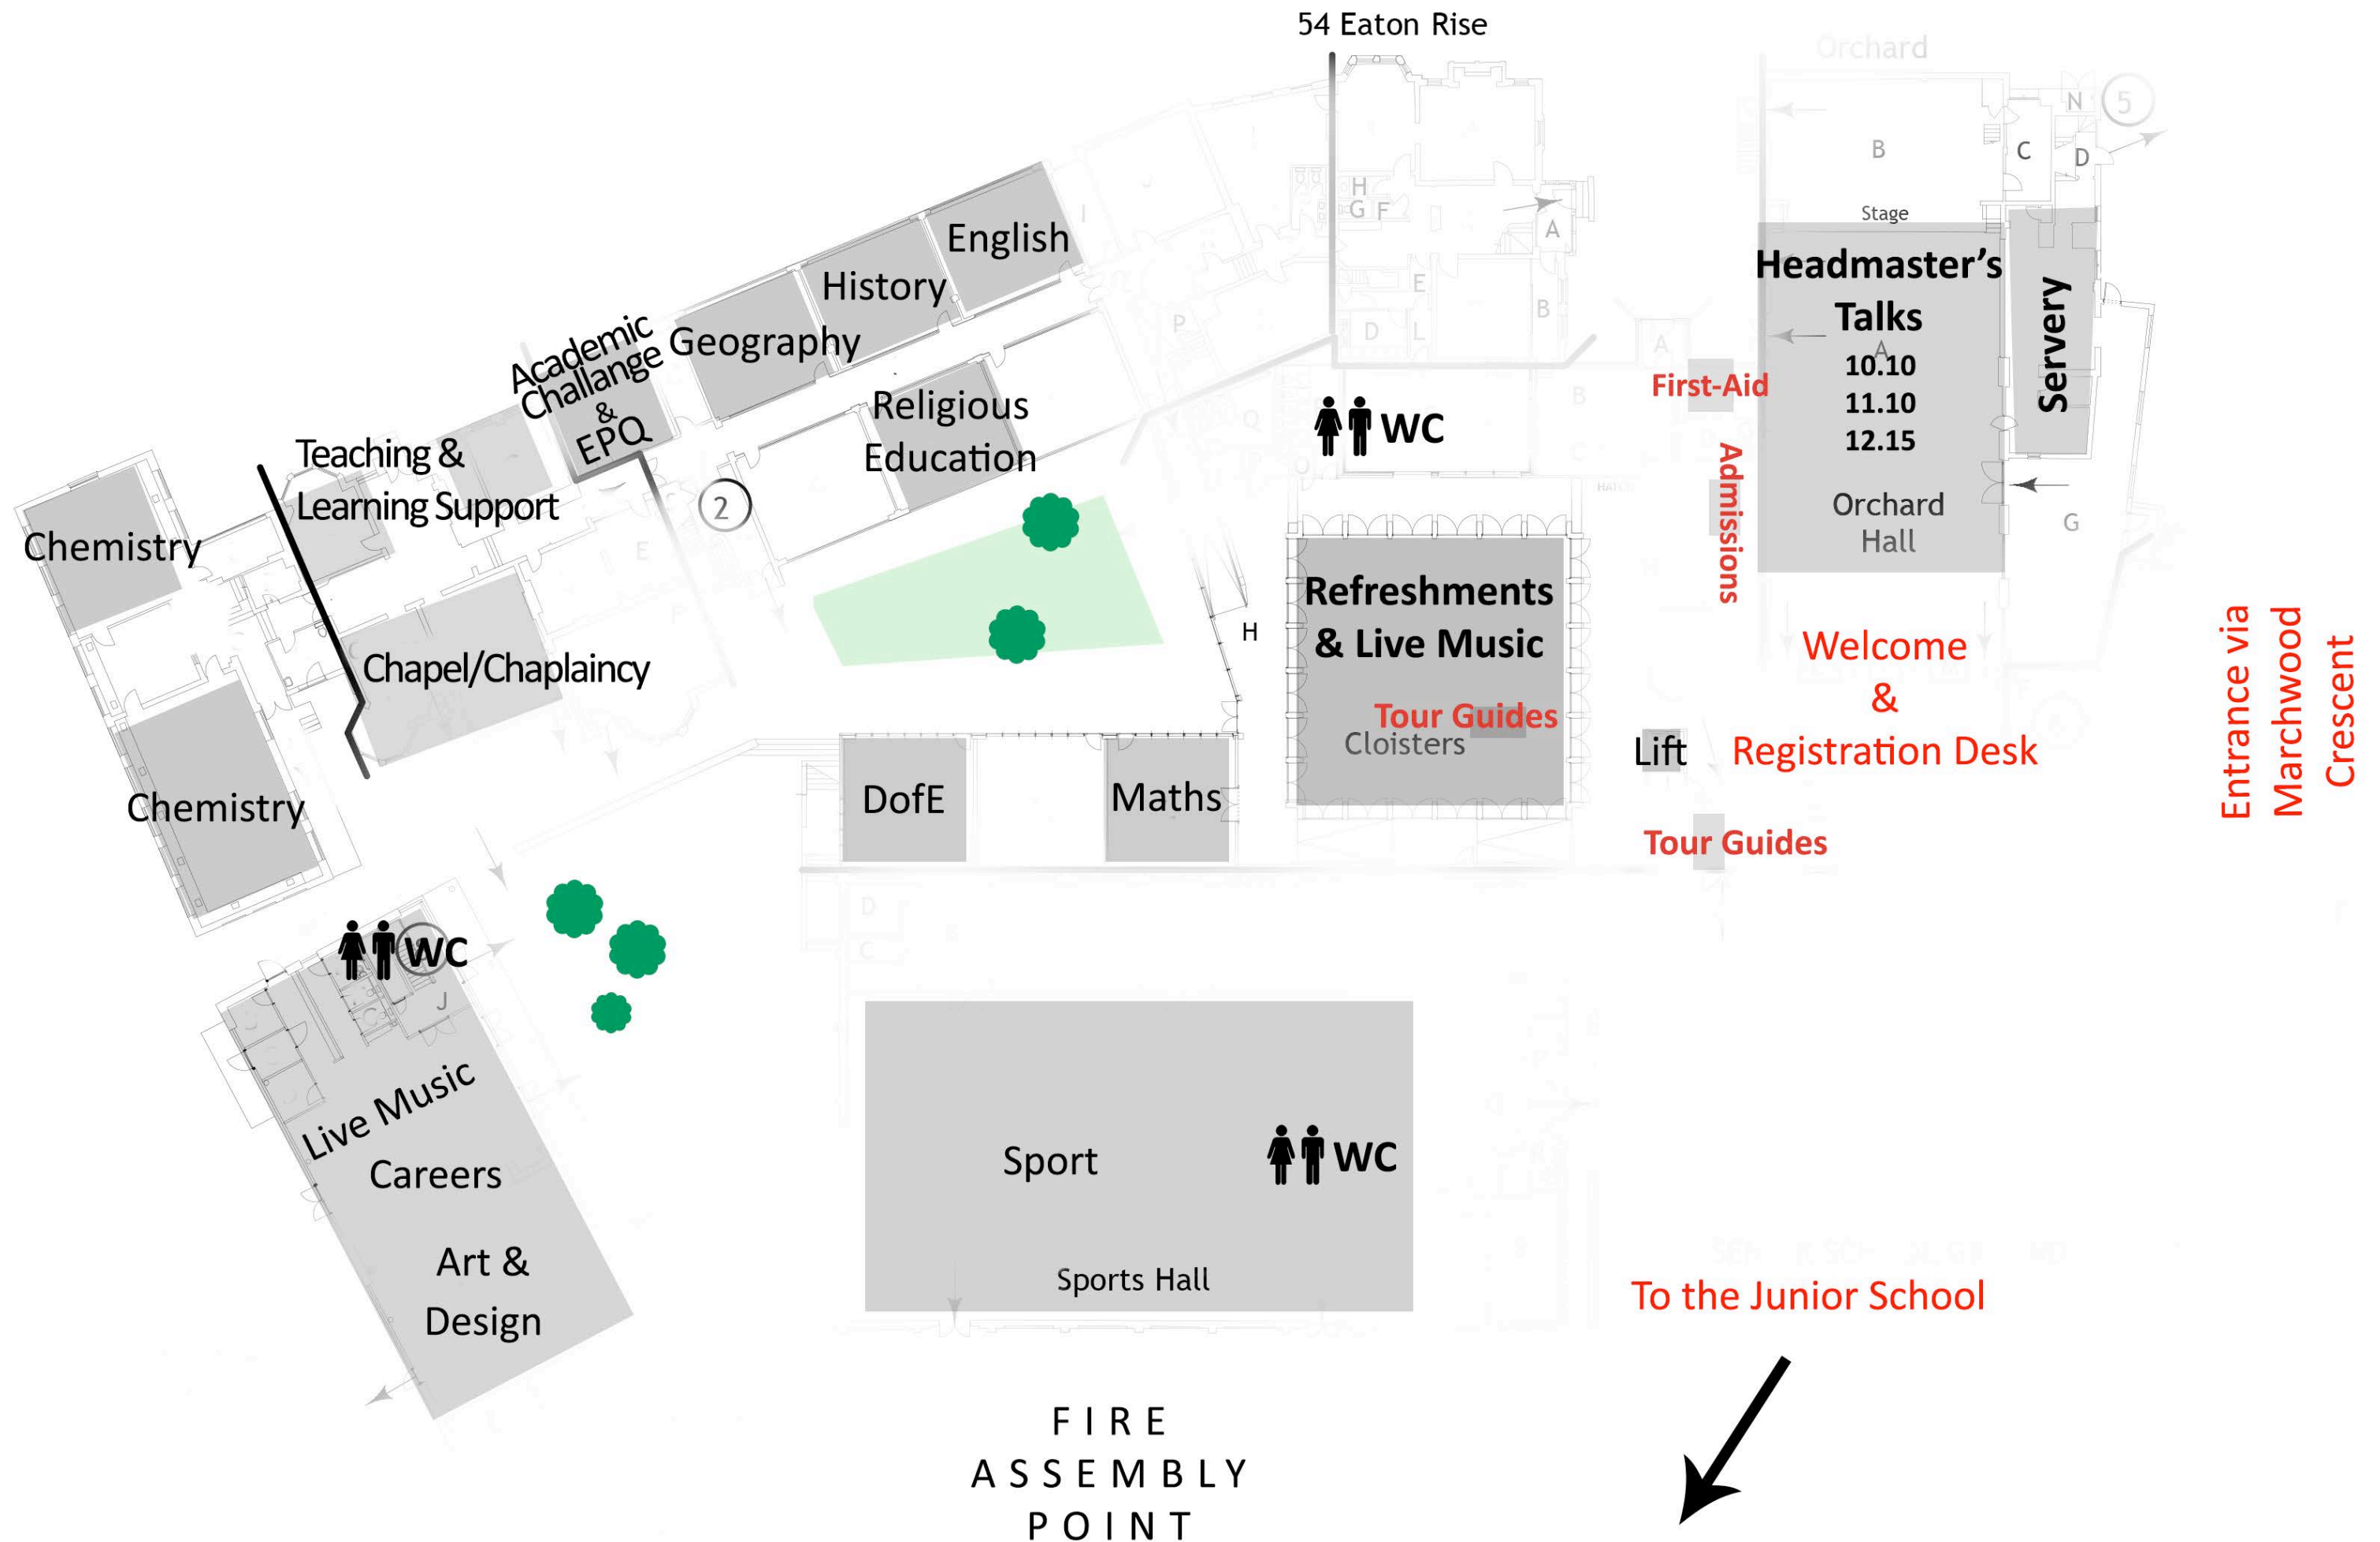 54 Eaton Rise
Orchard
N
5
B
C
D
H
G F
A
I
Stage
English
Headmaster's
Talks
A
10.10
11.10
12.15
Orchard
Hall
Servery
G
History
Geography
E
B
P
D
L
A
Academic
Challange
&
EPQ
First-Aid
Religious
Education
WC
B
Q
C
Admissions
Teaching &
Learning Support
2
Chemistry
E
F
Refreshments
& Live Music
H
Tour Guides
Cloisters
Welcome
&
Registration Desk
Entrance via
Marchwood
Crescent
Chapel/Chaplaincy
Lift
Chemistry
DofE
Maths
Tour Guides
D
C
WC
J
Live Music
Careers
Art &
Design
Sport
WC
Sports Hall
To the Junior School
FIRE
ASSEMBLY
POINT